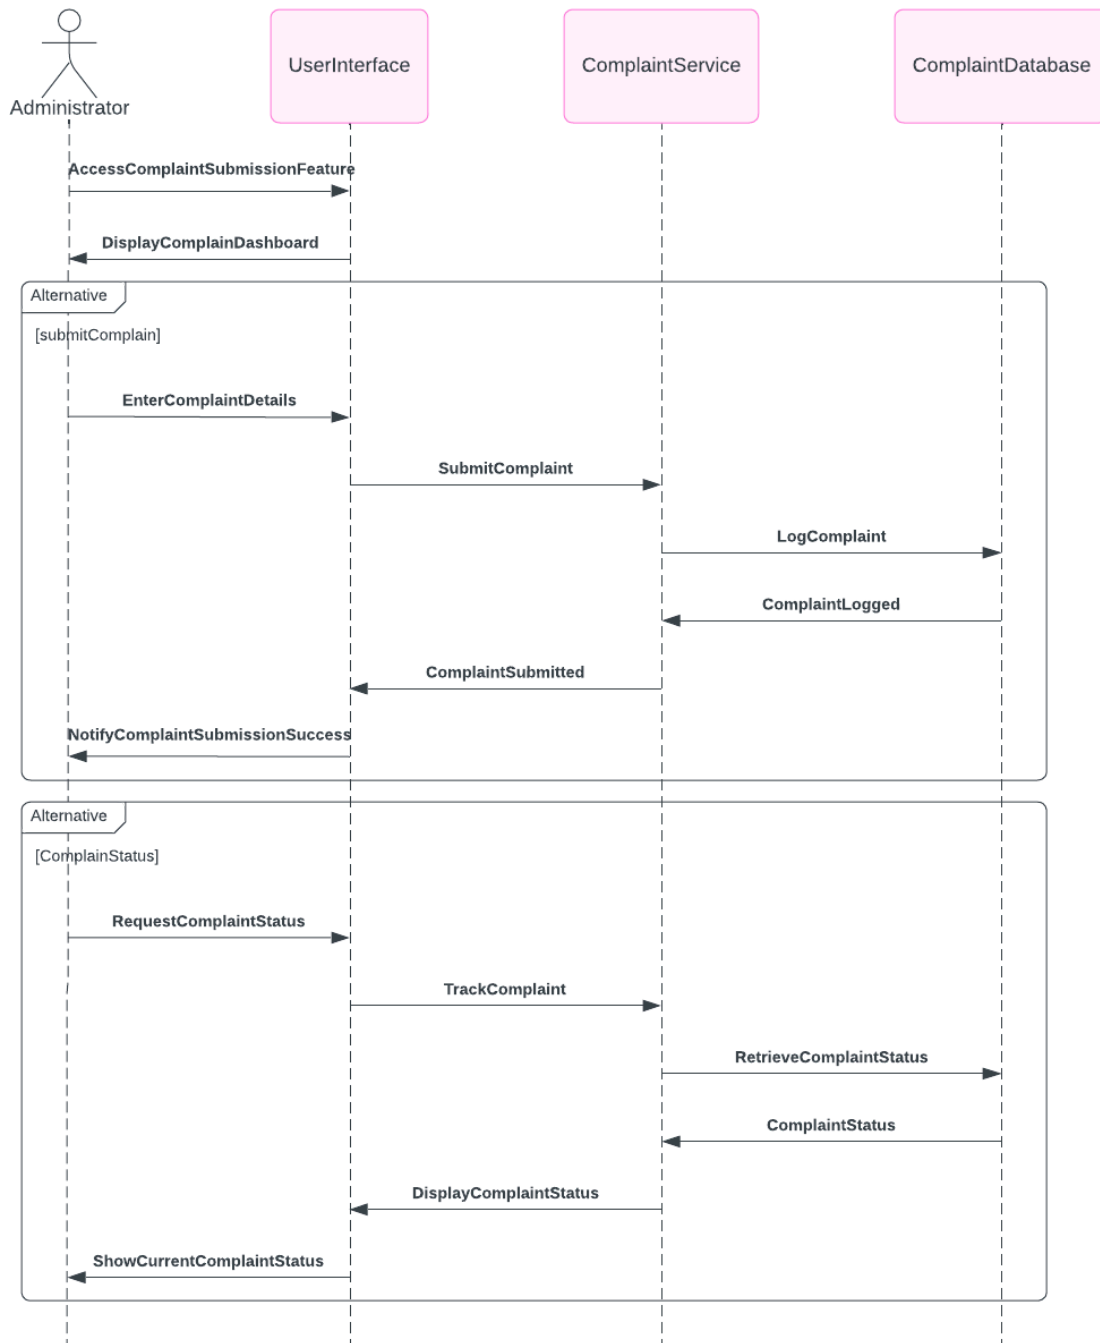 Administrator
UserInterface
ComplaintService
ComplaintDatabase
AccessComplaintSubmissionFeature
DisplayComplainDashboard
Alternative
[submitComplain]
EnterComplaintDetails
SubmitComplaint
LogComplaint
ComplaintLogged
ComplaintSubmitted
NotifyComplaintSubmissionSuccess
Alternative
[ComplainStatus]
RequestComplaintStatus
TrackComplaint
RetrieveComplaintStatus
ComplaintStatus
DisplayComplaintStatus
ShowCurrentComplaintStatus